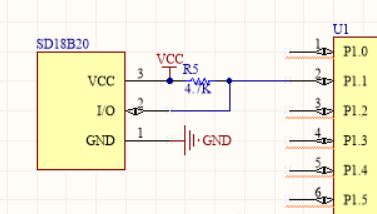 U1
SD18B20
VCC
R5
4.7K
VCC 3
I/O 2
GND 1
GND
1 P1.0
2 P1.1
3 P1.2
4 P1.3
5 P1.4
6 P1.5